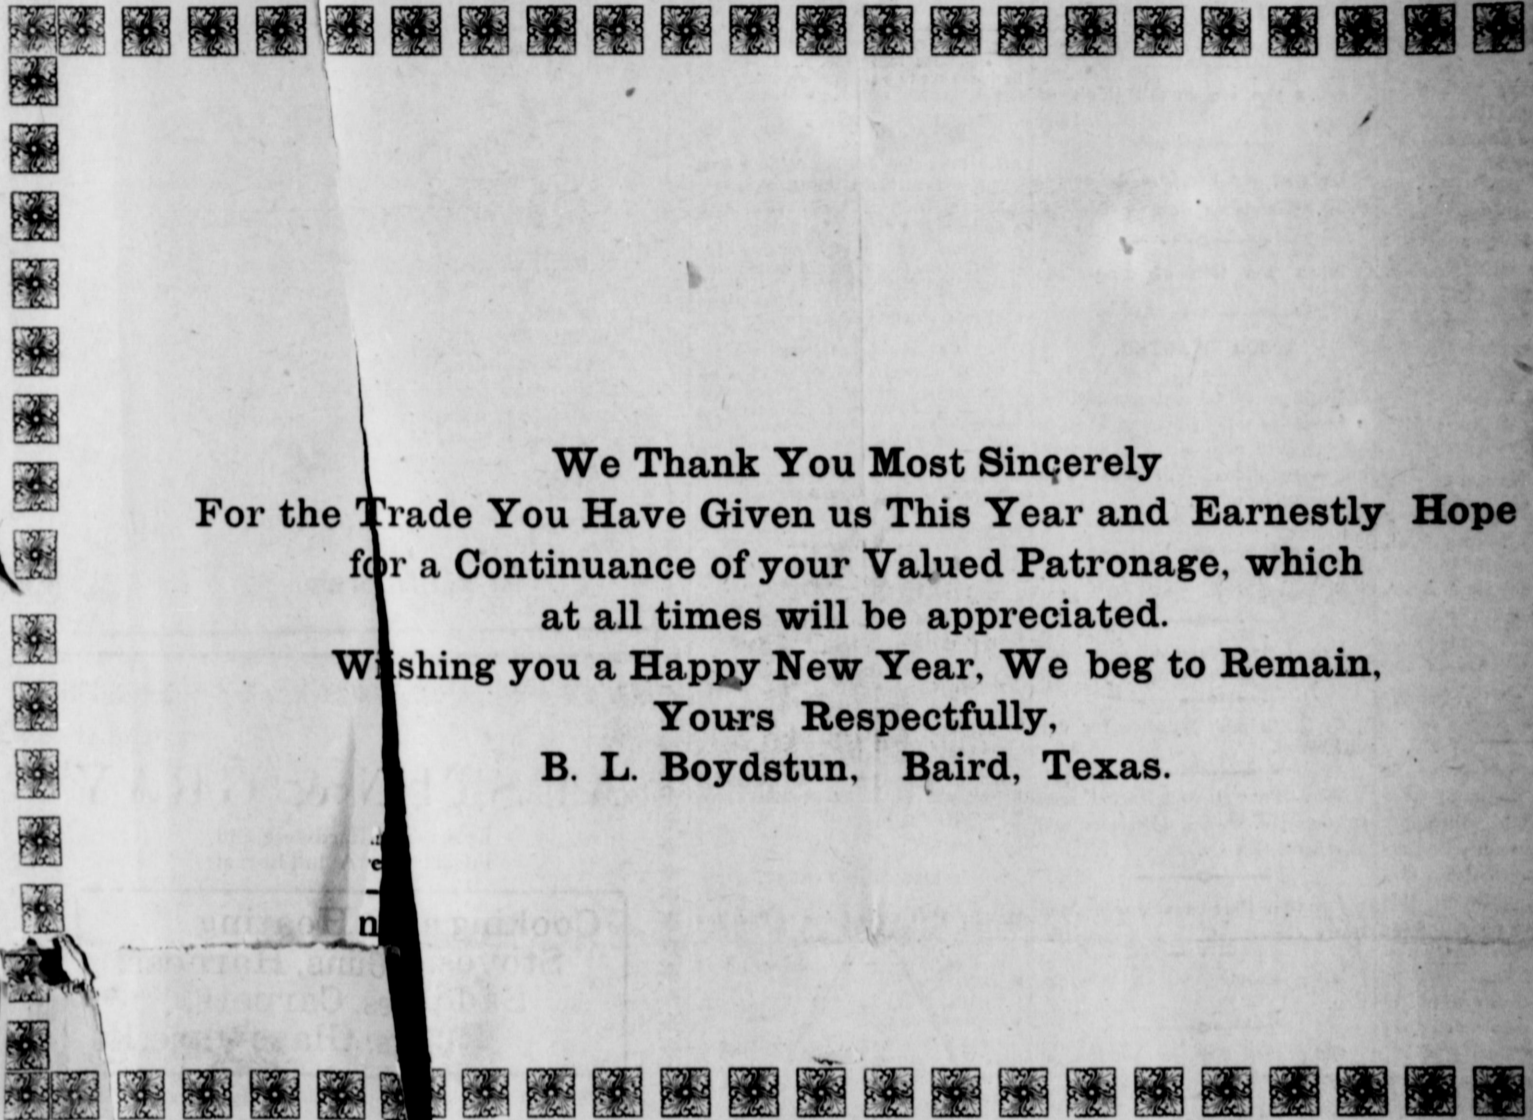 We Thank You Most Sincerely
For the Trade You Have Given us This Year and Earnestly Hope
for a Continuance of your Valued Patronage, which
at all times will be appreciated.
Wishing you a Happy New Year, We beg to Remain,
Yours Respectfully,
B. L. Boydstun, Baird, Texas.